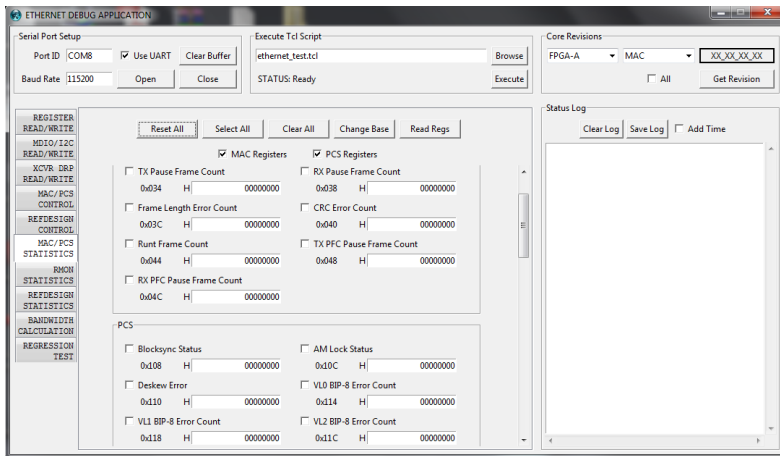 ETHERNET DEBUG APPLICATION
Serial Port Setup
Port ID COM8 Use UART Clear Buffer
Baud Rate 115200 Open Close
Execute Tcl Script
ethernet_test.tcl Browse
STATUS: Ready Execute
Core Revisions
FPGA-A MAC XX_XX_XX_XX
All Get Revision
REGISTER
READ/WRITE
MDIO/I2C
READ/WRITE
XCVR DRP
READ/WRITE
MAC/PCS
CONTROL
REFDESIGN
CONTROL
MAC/PCS
STATISTICS
RMON
STATISTICS
REFDESIGN
STATISTICS
BANDWIDTH
CALCULATION
REGRESSION
TEST
Reset All Select All Clear All Change Base Read Regs
MAC Registers PCS Registers
TX Pause Frame Count RX Pause Frame Count
0x034 H 00000000 0x038 H 00000000
Frame Length Error Count CRC Error Count
0x03C H 00000000 0x040 H 00000000
Runt Frame Count TX PFC Pause Frame Count
0x044 H 00000000 0x048 H 00000000
RX PFC Pause Frame Count
0x04C H 00000000
PCS
Blocksync Status AM Lock Status
0x108 H 00000000 0x10C H 00000000
Deskew Error VL0 BIP-8 Error Count
0x110 H 00000000 0x114 H 00000000
VL1 BIP-8 Error Count VL2 BIP-8 Error Count
0x118 H 00000000 0x11C H 00000000
Status Log
Clear Log Save Log Add Time